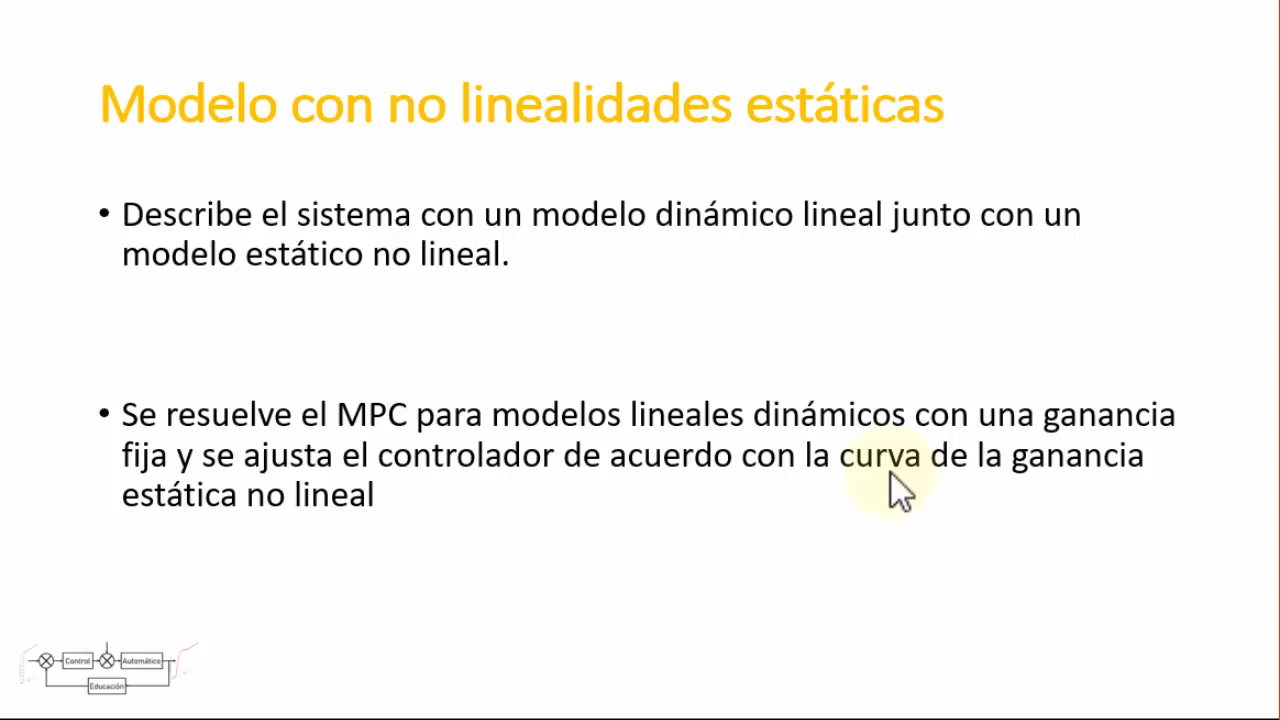 Modelo con no linealidades estáticas
• Describe el sistema con un modelo dinámico lineal junto con un
modelo estático no lineal.
• Se resuelve el MPC para modelos lineales dinámicos con una ganancia
fija y se ajusta el controlador de acuerdo con la curva de la ganancia
estática no lineal
Control
Automático
Educación